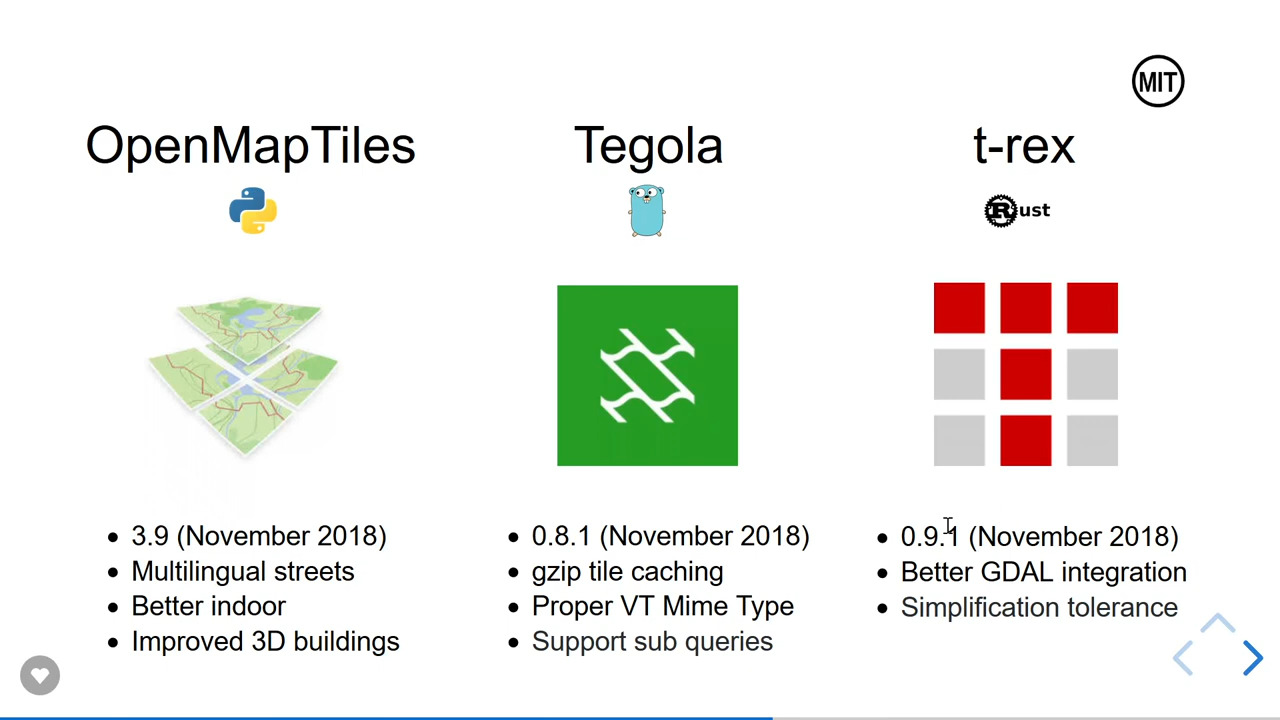 MIT
OpenMapTiles
Tegola
t-rex
Rust
3.9 (November 2018)
Multilingual streets
Better indoor
Improved 3D buildings
0.8.1 (November 2018)
gzip tile caching
Proper VT Mime Type
Support sub queries
0.9.1 (November 2018)
Better GDAL integration
Simplification tolerance